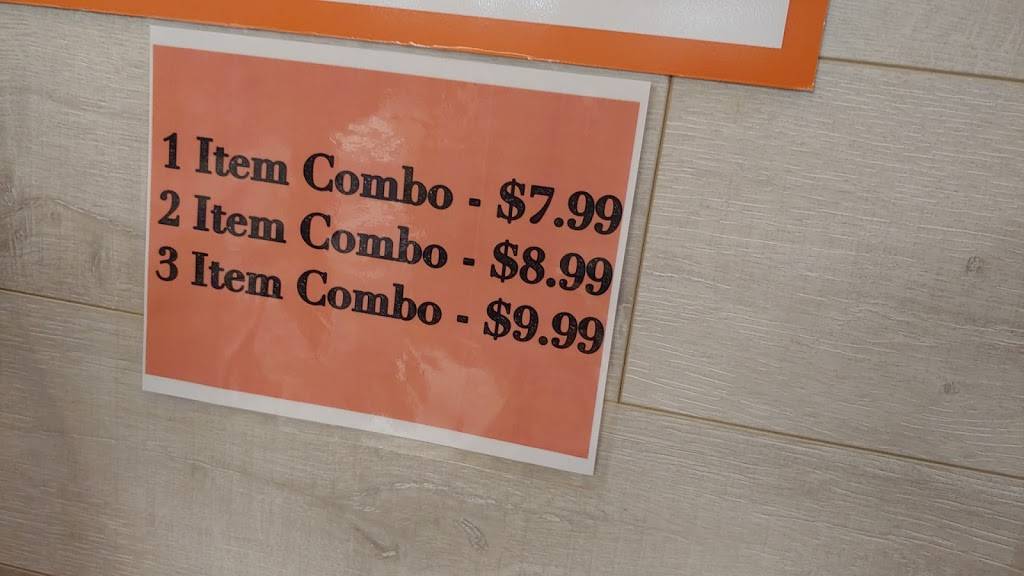 1 Item Combo - $7.99
2 Item Combo - $8.99
3 Item Combo - $9.99